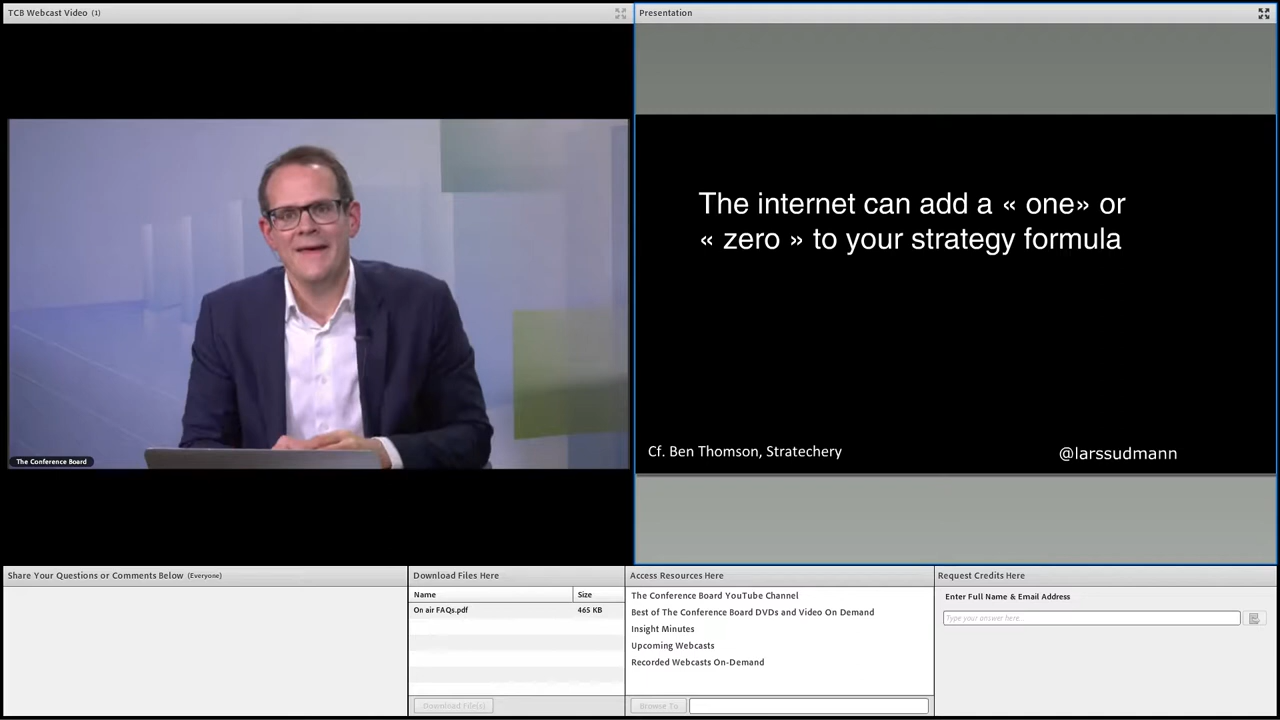 TCB Webcast Video (1)
Presentation
The internet can add a « one» or
« zero » to your strategy formula
Cf. Ben Thomson, Stratechery
@larssudmann
The Conference Board
Share Your Questions or Comments Below (Everyone)
Download Files Here
Name Size
On air FAQs.pdf 465 KB
Download File(s)
Access Resources Here
The Conference Board YouTube Channel
Best of The Conference Board DVDs and Video On Demand
Insight Minutes
Upcoming Webcasts
Recorded Webcasts On-Demand
Browse To
Request Credits Here
Enter Full Name & Email Address
Type your answer here...